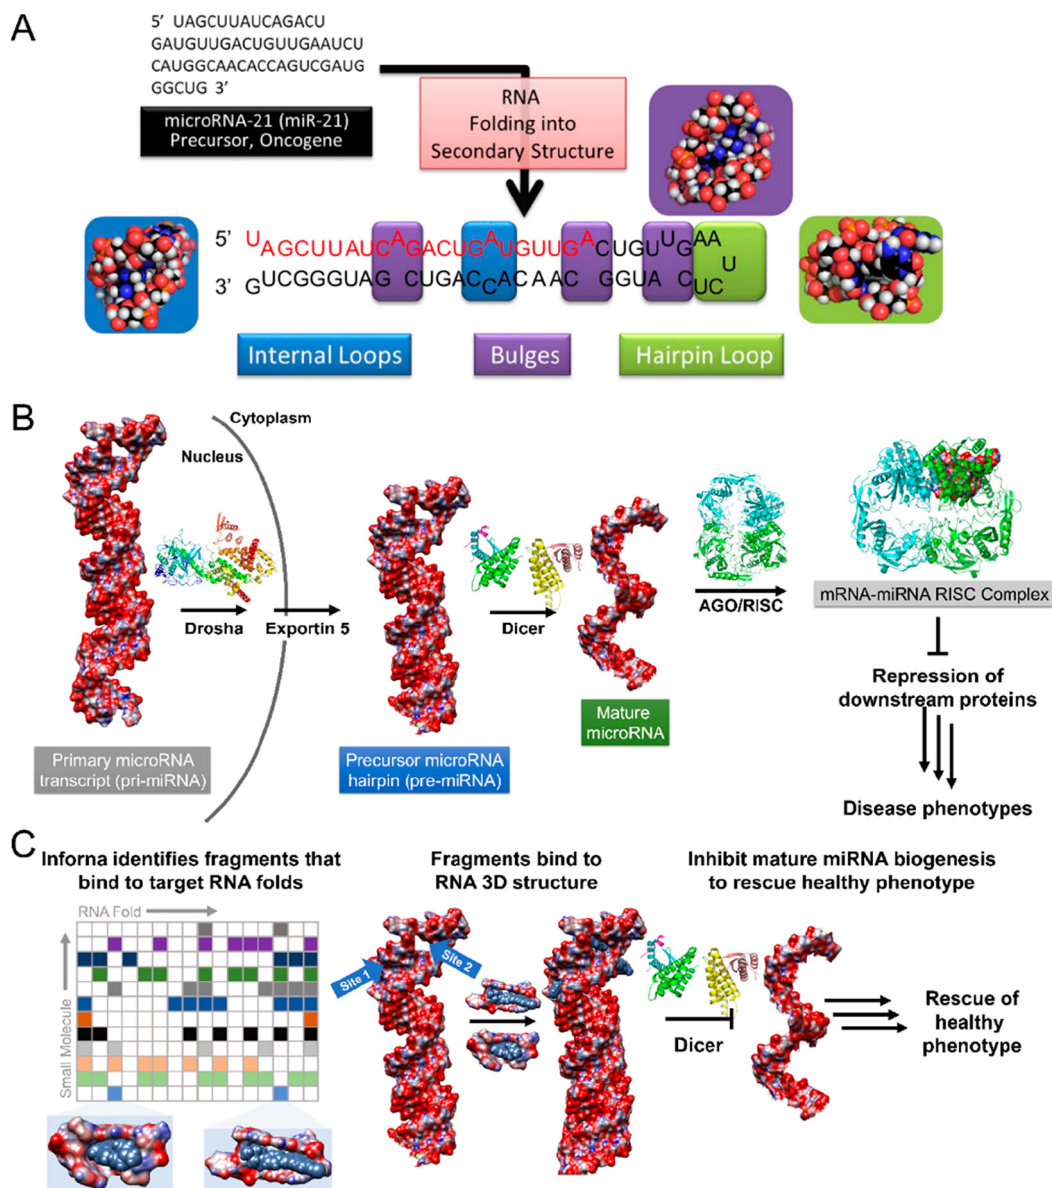 A
5' UAGCUUAUCAGACU
GAUGUUGACUGUUGAAUCU
CAUGGCAACACCAGUCGAUG
GGCUG 3'
microRNA-21 (miR-21)
Precursor, Oncogene
RNA
Folding into
Secondary Structure
5' UAGCUUAUCAGACUGAUGUUGACUGUUGAA
U
3' GUCGGGUAGCUGACCACAACGGUACUC
Internal Loops
Bulges
Hairpin Loop
B
Cytoplasm
Nucleus
Drosha
Exportin 5
Dicer
AGO/RISC
mRNA-miRNA RISC Complex
Repression of
downstream proteins
Disease phenotypes
Mature
microRNA
Primary microRNA
transcript (pri-miRNA)
Precursor microRNA
hairpin (pre-miRNA)
C
Inforna identifies fragments that
bind to target RNA folds
RNA Fold
Small Molecule
Fragments bind to
RNA 3D structure
Site 1
Site 2
Inhibit mature miRNA biogenesis
to rescue healthy phenotype
Dicer
Rescue of
healthy
phenotype